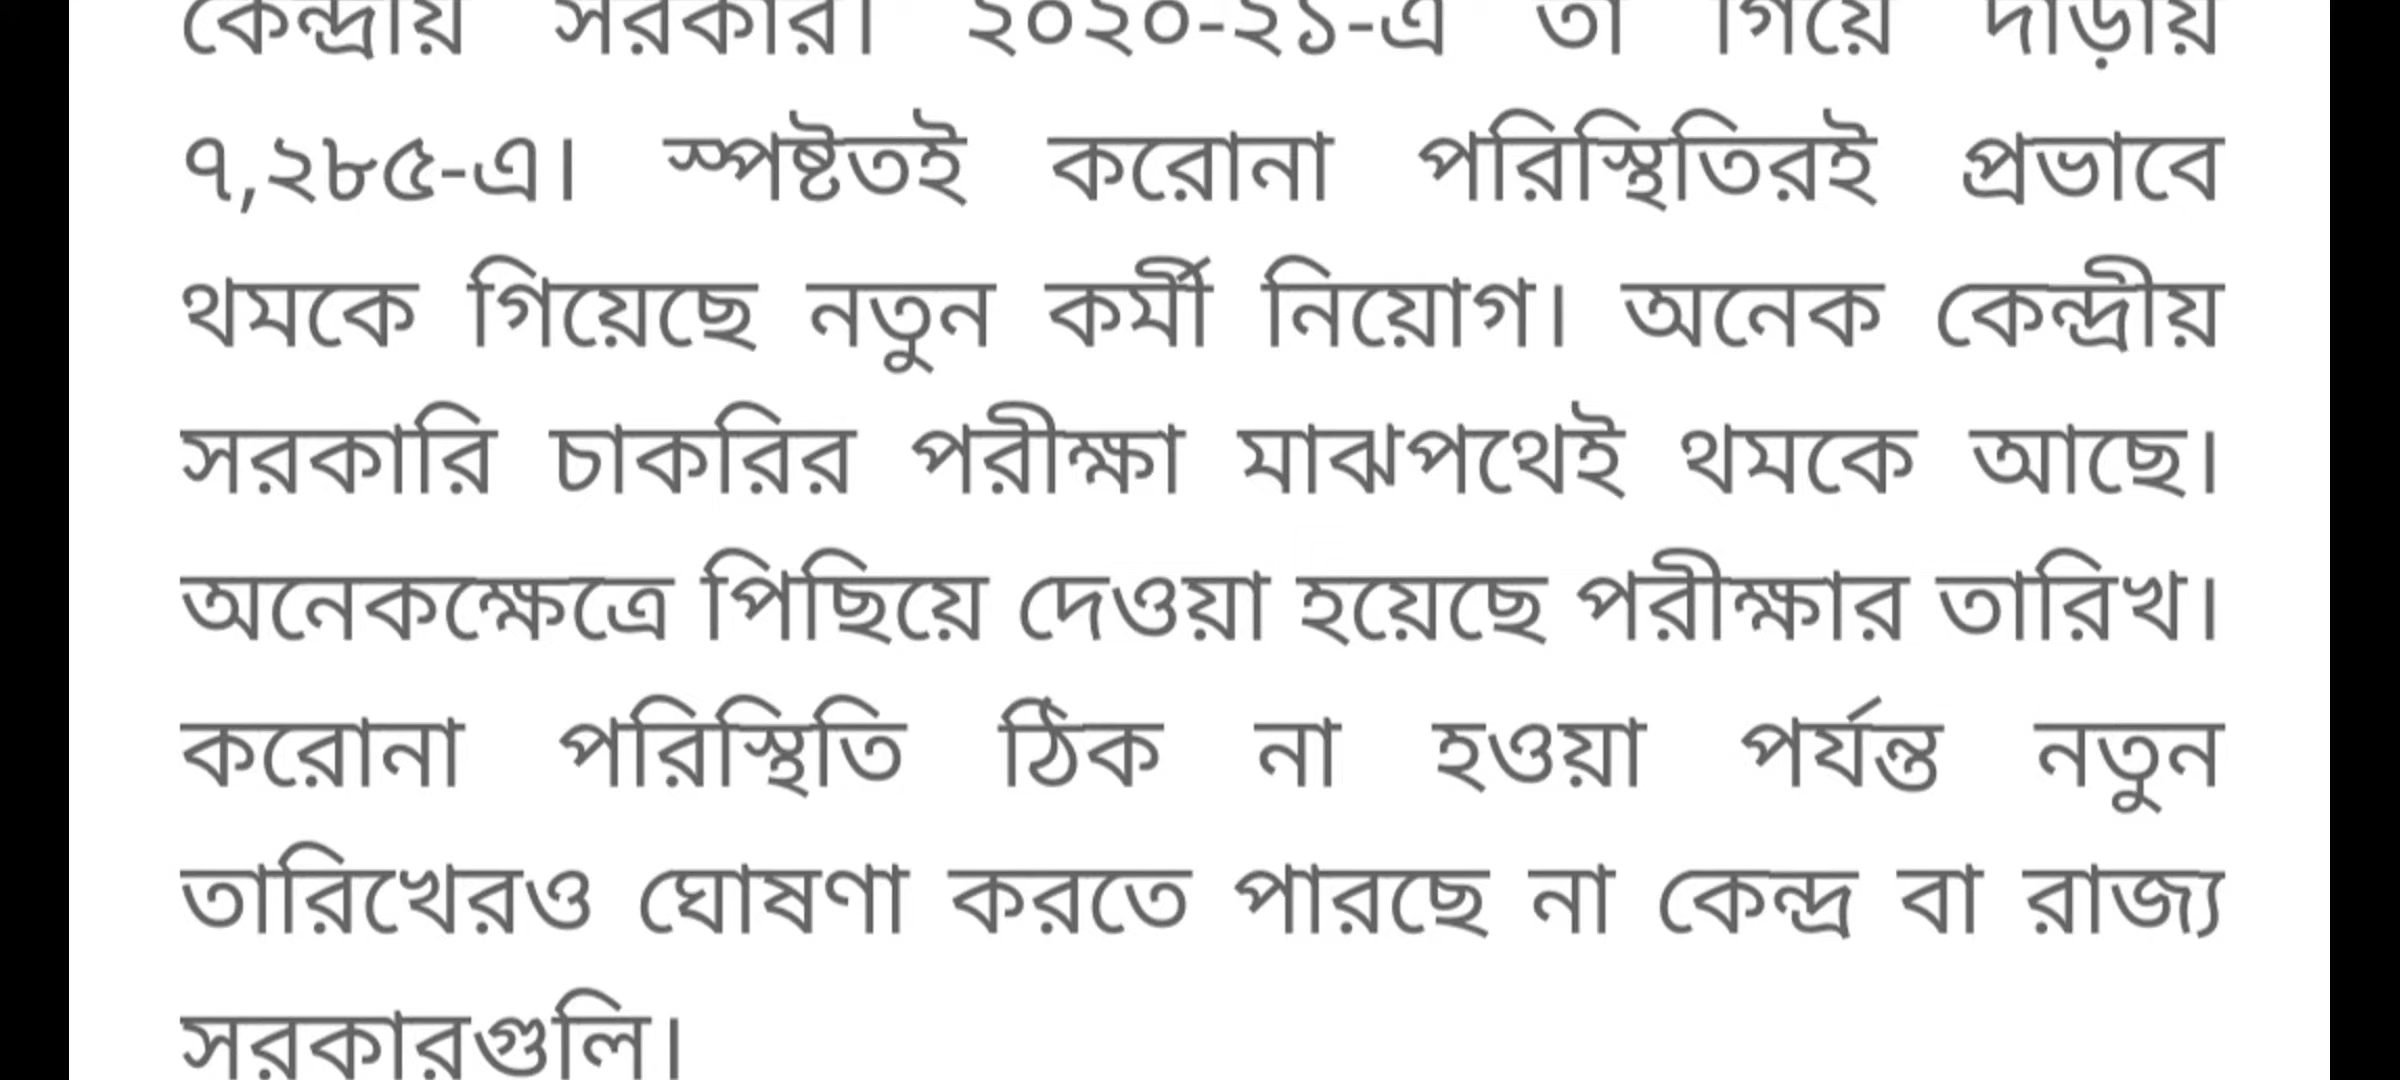 কেন্দ্রীয় সরকার। ২০২০-২১-এ তা গিয়ে দাঁড়ায়
৭,২৮৫-এ। স্পষ্টতই করোনা পরিস্থিতিরই প্রভাবে
থমকে গিয়েছে নতুন কর্মী নিয়োগ। অনেক কেন্দ্রীয়
সরকারি চাকরির পরীক্ষা মাঝপথেই থমকে আছে।
অনেকক্ষেত্রে পিছিয়ে দেওয়া হয়েছে পরীক্ষার তারিখ।
করোনা পরিস্থিতি ঠিক না হওয়া পর্যন্ত নতুন
তারিখেরও ঘোষণা করতে পারছে না কেন্দ্র বা রাজ্য
সরকারগুলি।